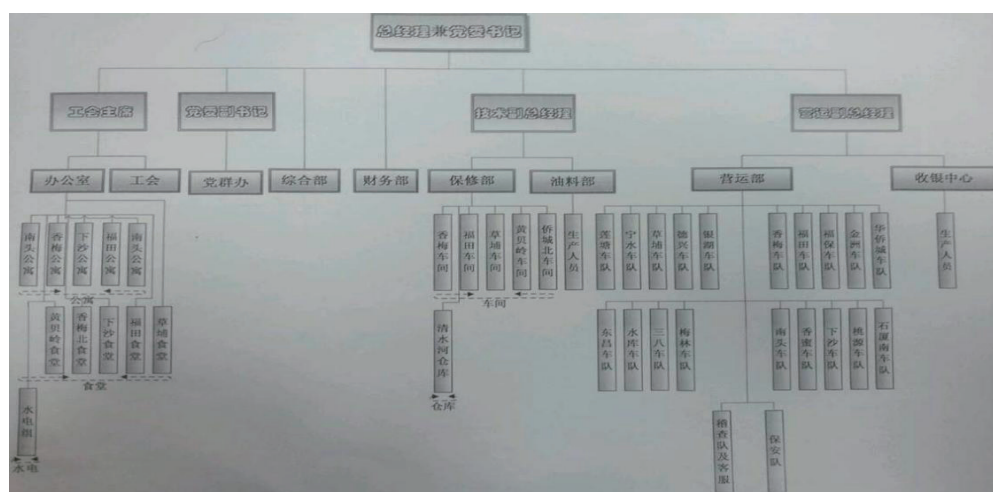 总经理兼党委书记
工会主席
党委副书记
技术副总经理
营运副总经理
办公室
工会
党群办
综合部
财务部
保修部
油料部
营运部
收银中心
南头公寓
香梅公寓
下沙公寓
福田公寓
南头公寓
公寓
黄贝岭食堂
香梅北食堂
下沙食堂
福田食堂
草埔食堂
食堂
水电组
水电
香梅车间
福田车间
草埔车间
黄贝岭车间
侨城北车间
车间
生产人员
清水河仓库
仓库
莲塘车队
宁水车队
草埔车队
德兴车队
银湖车队
香梅车队
福田车队
福保车队
金洲车队
华侨城车队
生产人员
东昌车队
水库车队
三八车队
梅林车队
南头车队
香蜜车队
下沙车队
桃源车队
石厦南车队
稽查队及客服
保安队